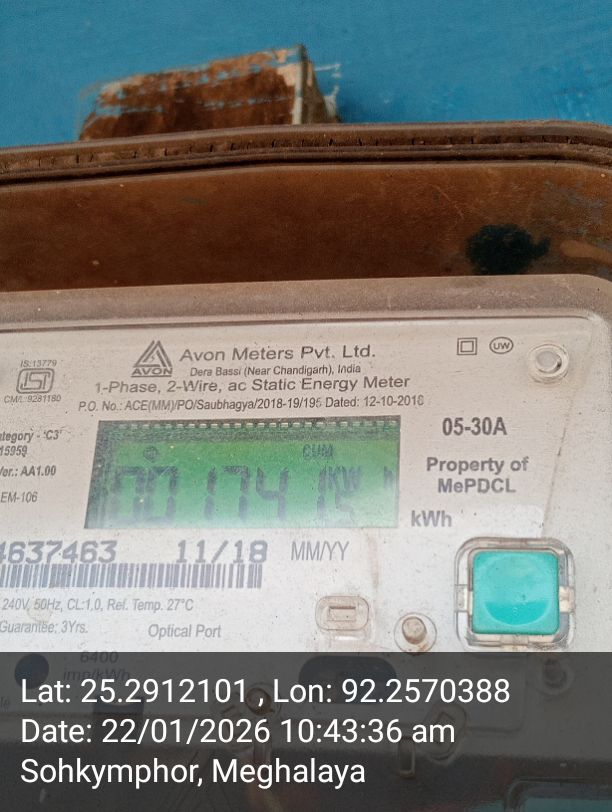 IS:13779
CM/L:9281180
AVON
Avon Meters Pvt. Ltd.
Dera Bassi (Near Chandigarh), India
1-Phase, 2-Wire, ac Static Energy Meter
P.O. No.: ACE(MM)/PO/Saubhagya/2018-19/195 Dated: 12-10-2018
UW
ategory - 'C3'
15959
Ver.: AA1.00
EM-106
CUM
05-30A
Property of
MePDCL
kWh
4637463 11/18 MM/YY
240V, 50Hz, CL:1.0, Ref. Temp. 27°C
Guarantee: 3Yrs.
Optical Port
6400
imp/kWh
Lat: 25.2912101 , Lon: 92.2570388
Date: 22/01/2026 10:43:36 am
Sohkymphor, Meghalaya